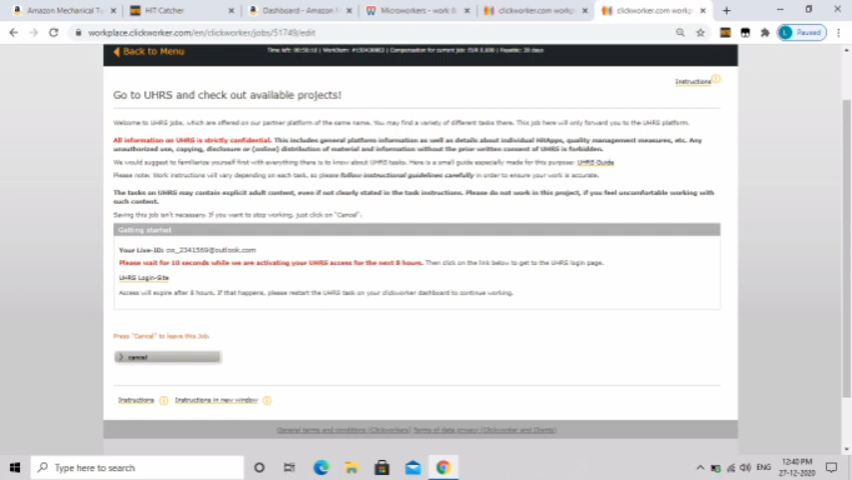 Amazon Mechanical Tu
HIT Catcher
Dashboard - Amazon
Microworkers - work &
clickworker.com workp
clickworker.com workp
workplace.clickworker.com/en/clickworker/jobs/51749/edit
L Paused
Back to Menu
Instructions
Go to UHRS and check out available projects!
Welcome to UHRS jobs, which are offered on our partner platform of the same name. You may find a variety of different tasks there. This job here will only forward you to the UHRS platform.
All information on UHRS is strictly confidential. This includes general platform information as well as details about individual HitApps, quality management measures, etc. Any
unauthorized use, copying, disclosure or (online) distribution of material and information without the prior written consent of UHRS is forbidden.
We would suggest to familiarize yourself first with everything there is to know about UHRS tasks. Here is a small guide especially made for this purpose: UHRS Guide
Please note: Work instructions will vary depending on each task, so please follow instructional guidelines carefully in order to ensure your work is accurate.
The tasks on UHRS may contain explicit adult content, even if not clearly stated in the task instructions. Please do not work in this project, if you feel uncomfortable working with
such content.
Saving this job isn't necessary. If you want to stop working, just click on "Cancel".
Getting started
Your Live-ID: cw_2341569@outlook.com
Please wait for 10 seconds while we are activating your UHRS access for the next 8 hours. Then click on the link below to get to the UHRS login page.
UHRS Login-Site
Access will expire after 8 hours. If that happens, please restart the UHRS task on your clickworker dashboard to continue working.
Press "Cancel" to leave this Job.
cancel
Instructions
Instructions in new window
General terms and conditions (Clickworkers) Terms of data privacy (Clickworker and Clients)
Type here to search
ENG
12:40 PM
27-12-2020